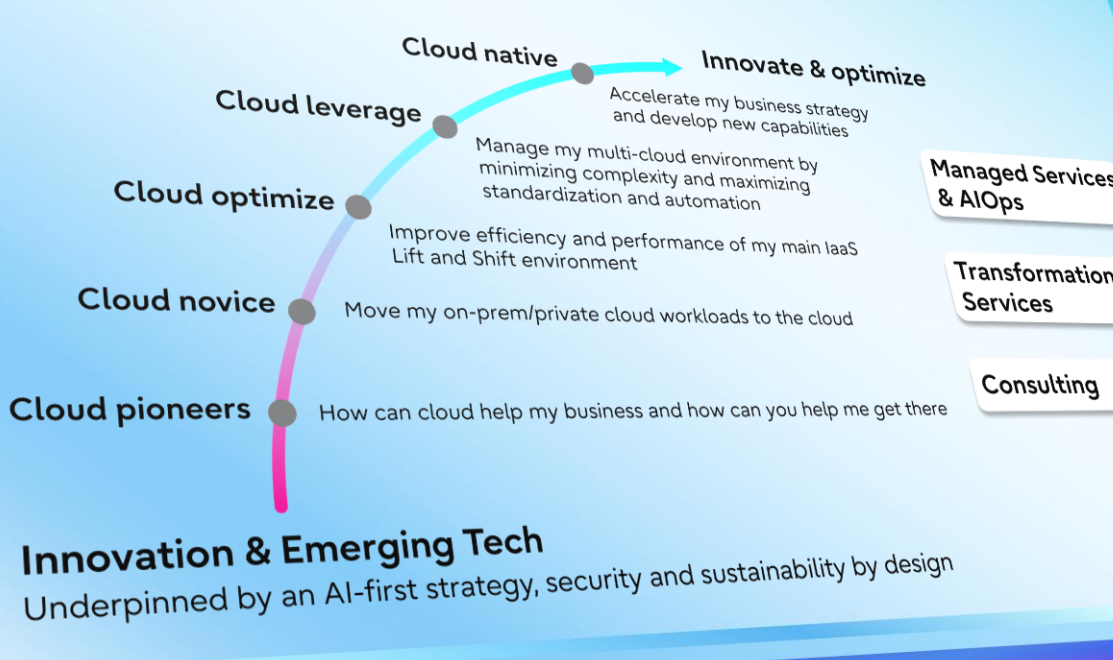 Cloud native
Innovate & optimize
Accelerate my business strategy
and develop new capabilities
Cloud leverage
Manage my multi-cloud environment by
minimizing complexity and maximizing
standardization and automation
Cloud optimize
Improve efficiency and performance of my main IaaS
Lift and Shift environment
Cloud novice
Move my on-prem/private cloud workloads to the cloud
Cloud pioneers
How can cloud help my business and how can you help me get there
Managed Services
& AIOps
Transformation
Services
Consulting
Innovation & Emerging Tech
Underpinned by an AI-first strategy, security and sustainability by design